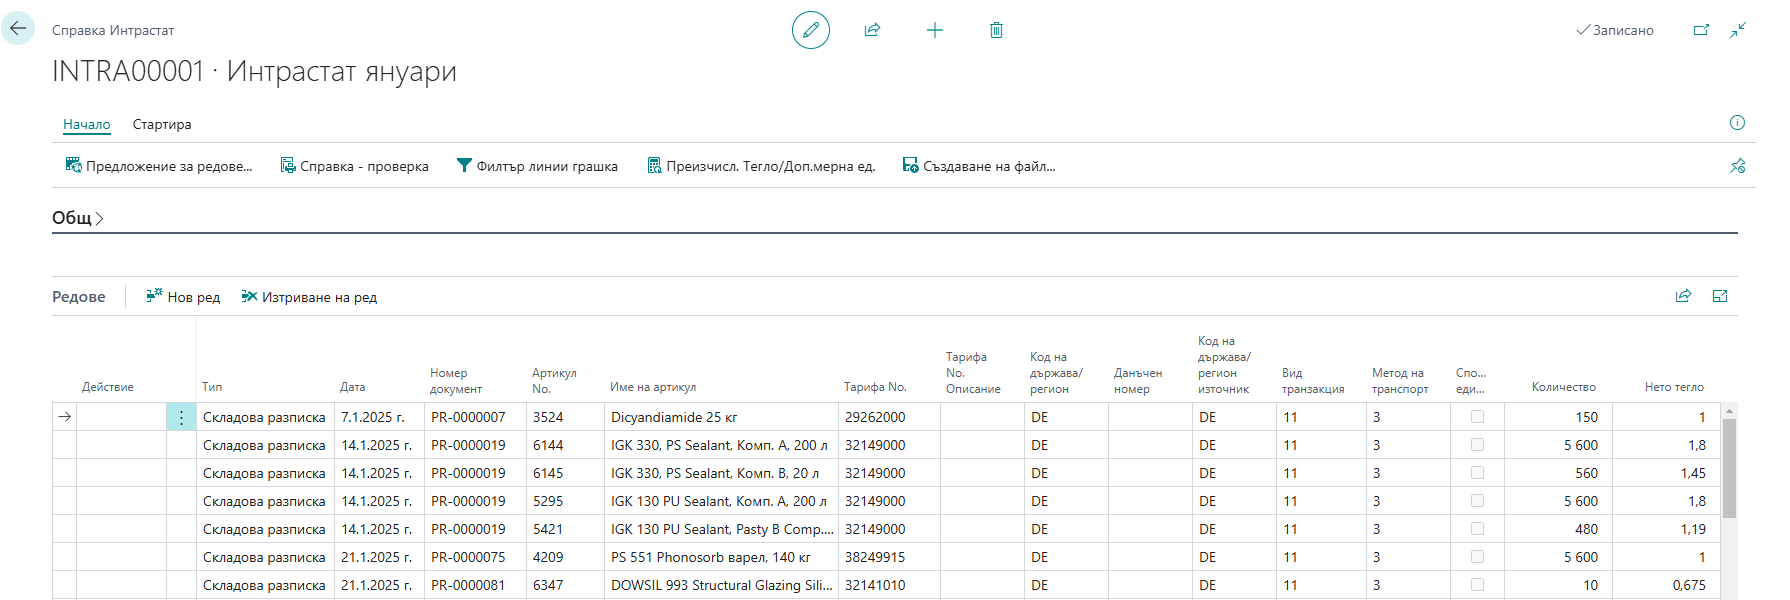 Справка Интрастат
Записано
INTRA00001 · Интрастат януари
Начало Стартира
Предложение за редове... Справка - проверка Филтър линии грашка Преизчисл. Тегло/Доп.мерна ед. Създаване на файл...
Общ
Редове Нов ред Изтриване на ред
Действие Тип Дата Номер документ Артикул No. Име на артикул Тарифа No. Тарифа No. Описание Код на държава/ регион Данъчен номер Код на държава/ регион източник Вид транзакция Метод на транспорт Спо... еди... Количество Нето тегло
Складова разписка 7.1.2025 г. PR-0000007 3524 Dicyandiamide 25 кг 29262000 DE DE 11 3 150 1
Складова разписка 14.1.2025 г. PR-0000019 6144 IGK 330, PS Sealant, Комп. А, 200 л 32149000 DE DE 11 3 5 600 1,8
Складова разписка 14.1.2025 г. PR-0000019 6145 IGK 330, PS Sealant, Комп. B, 20 л 32149000 DE DE 11 3 560 1,45
Складова разписка 14.1.2025 г. PR-0000019 5295 IGK 130 PU Sealant, Комп. А, 200 л 32149000 DE DE 11 3 5 600 1,8
Складова разписка 14.1.2025 г. PR-0000019 5421 IGK 130 PU Sealant, Pasty B Comp.... 32149000 DE DE 11 3 480 1,19
Складова разписка 21.1.2025 г. PR-0000075 4209 PS 551 Phonosorb варел, 140 кг 38249915 DE DE 11 3 5 600 1
Складова разписка 21.1.2025 г. PR-0000081 6347 DOWSIL 993 Structural Glazing Sili... 32141010 DE DE 11 3 10 0,675